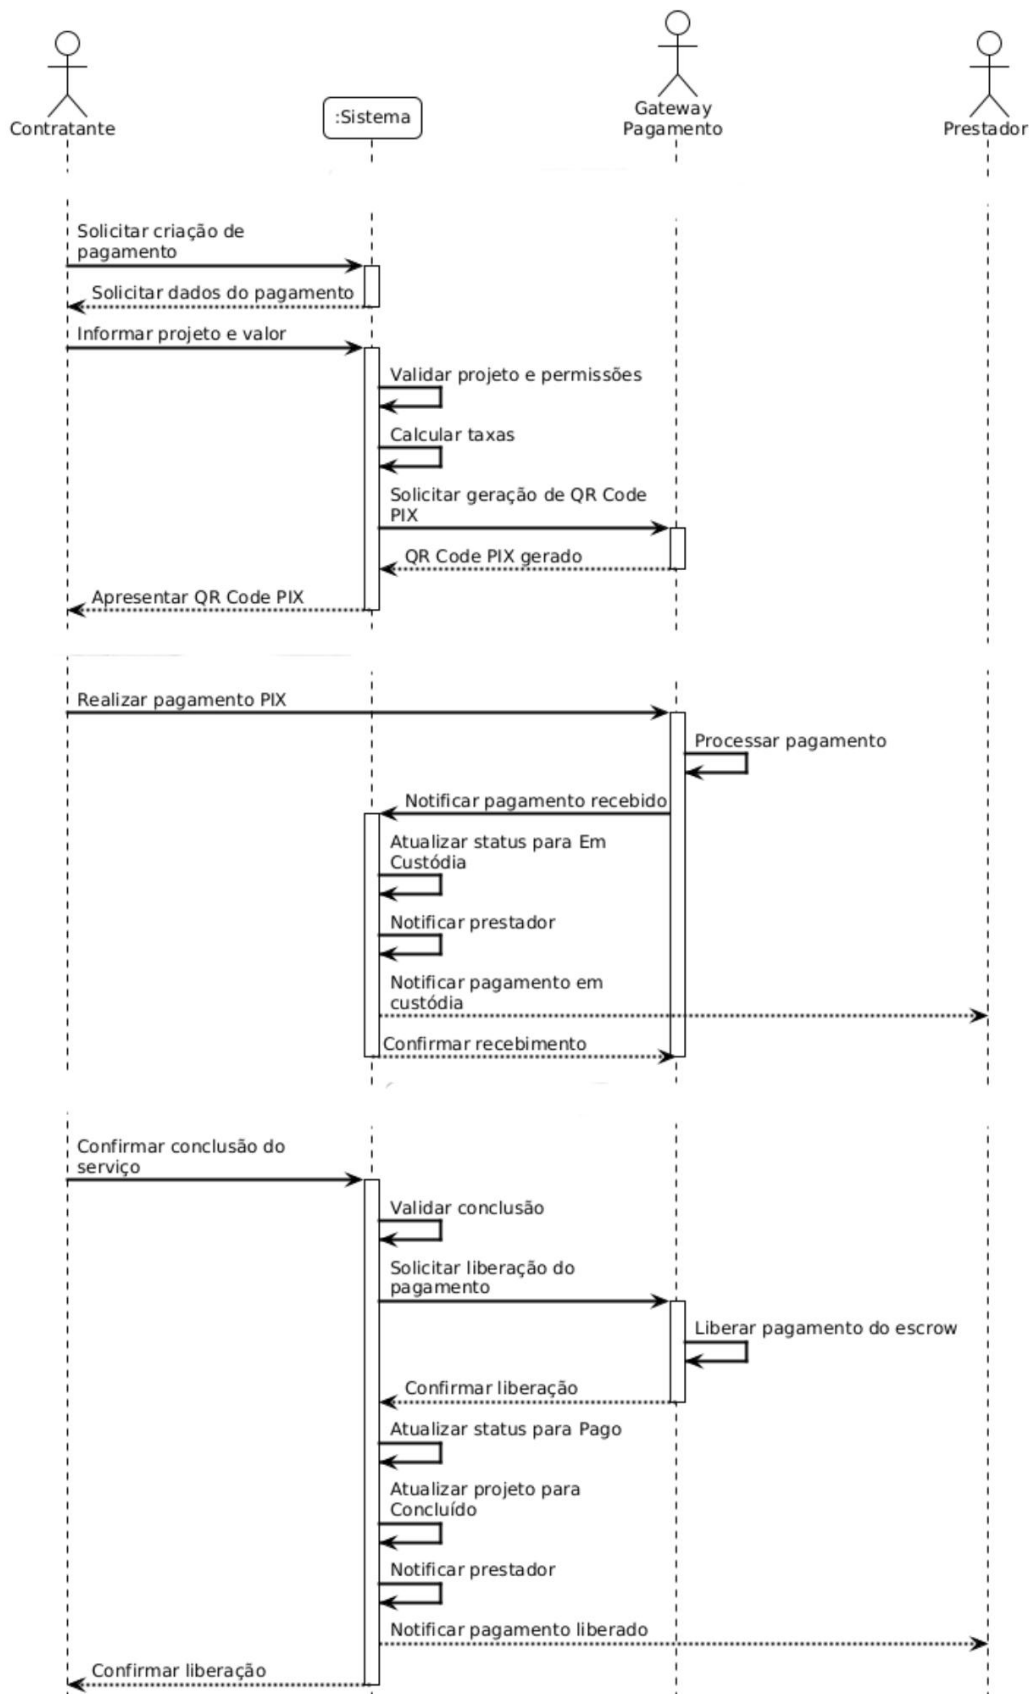 Contratante
:Sistema
Gateway
Pagamento
Prestador
Solicitar criação de
pagamento
Solicitar dados do pagamento
Informar projeto e valor
Validar projeto e permissões
Calcular taxas
Solicitar geração de QR Code
PIX
QR Code PIX gerado
Apresentar QR Code PIX
Realizar pagamento PIX
Processar pagamento
Notificar pagamento recebido
Atualizar status para Em
Custódia
Notificar prestador
Notificar pagamento em
custódia
Confirmar recebimento
Confirmar conclusão do
serviço
Validar conclusão
Solicitar liberação do
pagamento
Liberar pagamento do escrow
Confirmar liberação
Atualizar status para Pago
Atualizar projeto para
Concluído
Notificar prestador
Notificar pagamento liberado
Confirmar liberação